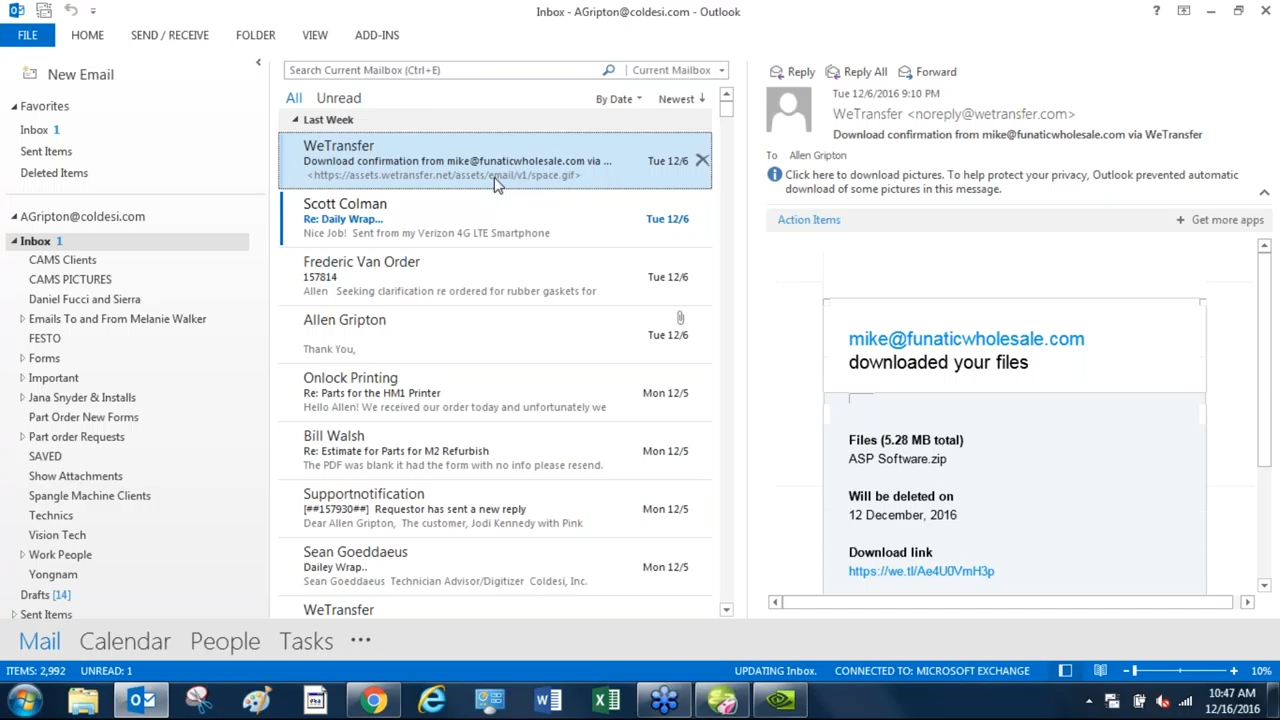 Inbox - AGripton@coldesi.com - Outlook
?
FILE HOME SEND / RECEIVE FOLDER VIEW ADD-INS
New Email
Favorites
Inbox 1
Sent Items
Deleted Items
AGripton@coldesi.com
Inbox 1
CAMS Clients
CAMS PICTURES
Daniel Fucci and Sierra
Emails To and From Melanie Walker
FESTO
Forms
Important
Jana Snyder & Installs
Part Order New Forms
Part order Requests
SAVED
Show Attachments
Spangle Machine Clients
Technics
Vision Tech
Work People
Yongnam
Drafts [14]
Sent Items
Search Current Mailbox (Ctrl+E) Current Mailbox
All Unread By Date Newest
Last Week
WeTransfer
Download confirmation from mike@funaticwholesale.com via ... Tue 12/6
<https://assets.wetransfer.net/assets/email/v1/space.gif>
Scott Colman
Re: Daily Wrap... Tue 12/6
Nice Job! Sent from my Verizon 4G LTE Smartphone
Frederic Van Order
157814 Tue 12/6
Allen Seeking clarification re ordered for rubber gaskets for
Allen Gripton
Tue 12/6
Thank You,
Onlock Printing
Re: Parts for the HM1 Printer Mon 12/5
Hello Allen! We received our order today and unfortunately we
Bill Walsh
Re: Estimate for Parts for M2 Refurbish Mon 12/5
The PDF was blank it had the form with no info please resend.
Supportnotification
[##157930##] Requestor has sent a new reply Mon 12/5
Dear Allen Gripton, The customer, Jodi Kennedy with Pink
Sean Goeddaeus
Dailey Wrap.. Mon 12/5
Sean Goeddaeus Technician Advisor/Digitizer Coldesi, Inc.
WeTransfer
Reply Reply All Forward
Tue 12/6/2016 9:10 PM
WeTransfer <noreply@wetransfer.com>
Download confirmation from mike@funaticwholesale.com via WeTransfer
To Allen Gripton
Click here to download pictures. To help protect your privacy, Outlook prevented automatic
download of some pictures in this message.
Action Items + Get more apps
mike@funaticwholesale.com
downloaded your files
Files (5.28 MB total)
ASP Software.zip
Will be deleted on
12 December, 2016
Download link
https://we.tl/Ae4U0VmH3p
Mail Calendar People Tasks ...
ITEMS: 2,992 UNREAD: 1 UPDATING Inbox. CONNECTED TO: MICROSOFT EXCHANGE 10%
10:47 AM
12/16/2016